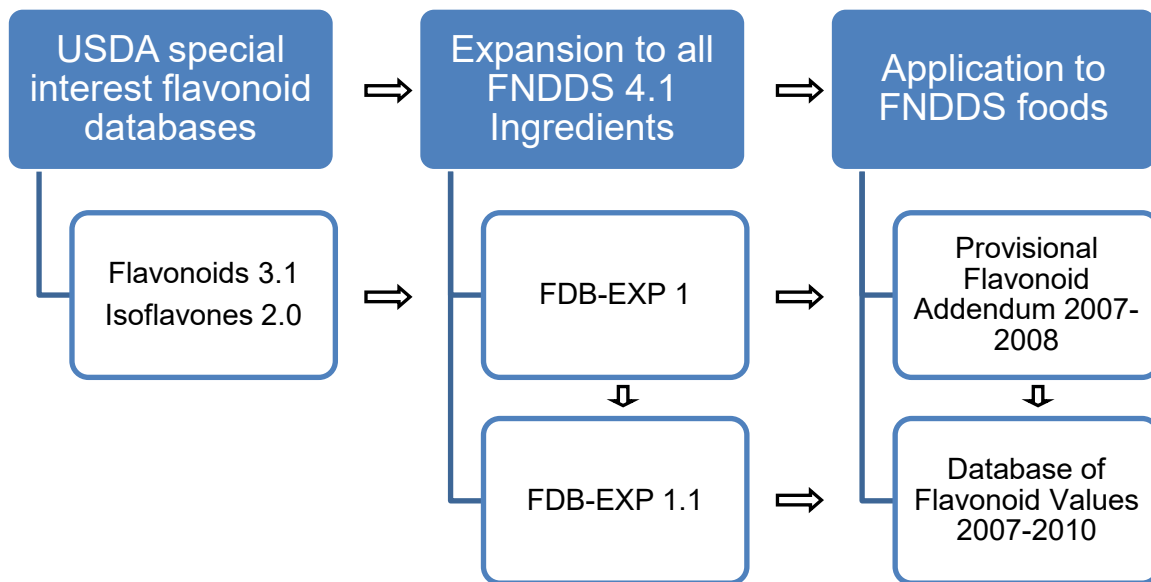 USDA special
interest flavonoid
databases
Expansion to all
FNDDS 4.1
Ingredients
Application to
FNDDS foods
Flavonoids 3.1
Isoflavones 2.0
FDB-EXP 1
Provisional
Flavonoid
Addendum 2007-
2008
FDB-EXP 1.1
Database of
Flavonoid Values
2007-2010